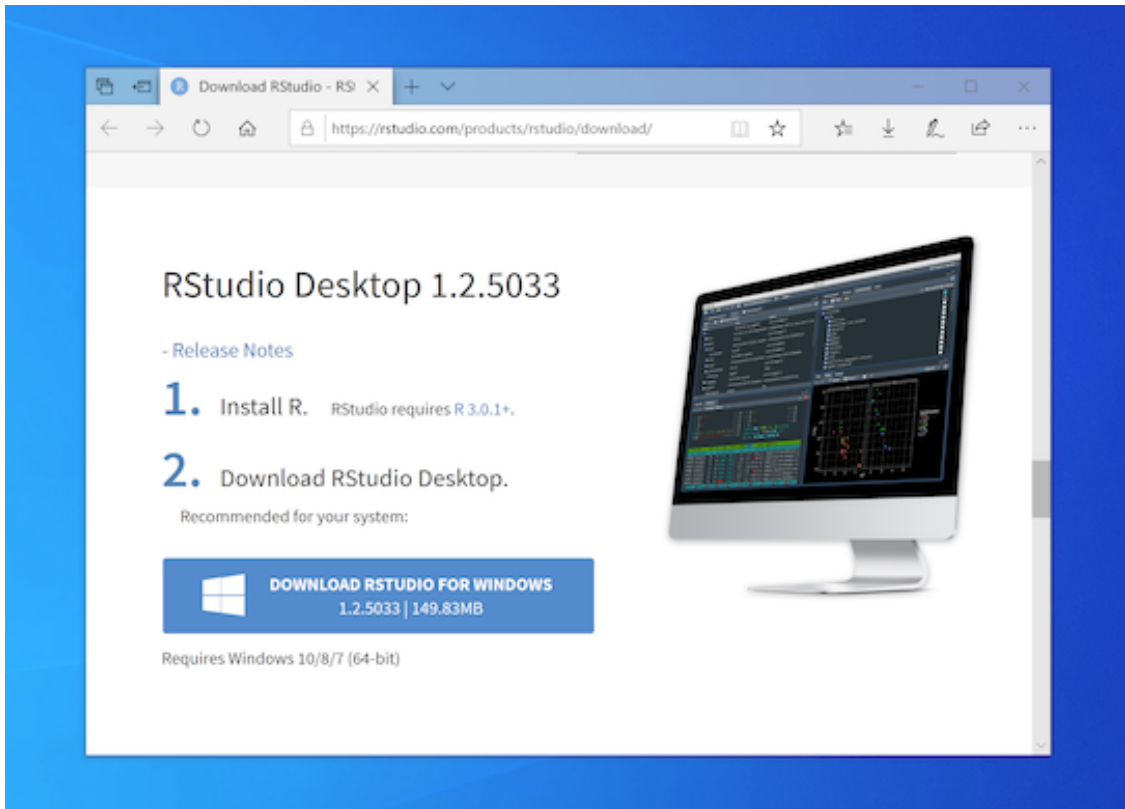 Download RStudio - RSt
https://rstudio.com/products/rstudio/download/
RStudio Desktop 1.2.5033
- Release Notes
1. Install R. RStudio requires R 3.0.1+.
2. Download RStudio Desktop.
Recommended for your system:
DOWNLOAD RSTUDIO FOR WINDOWS
1.2.5033 | 149.83MB
Requires Windows 10/8/7 (64-bit)